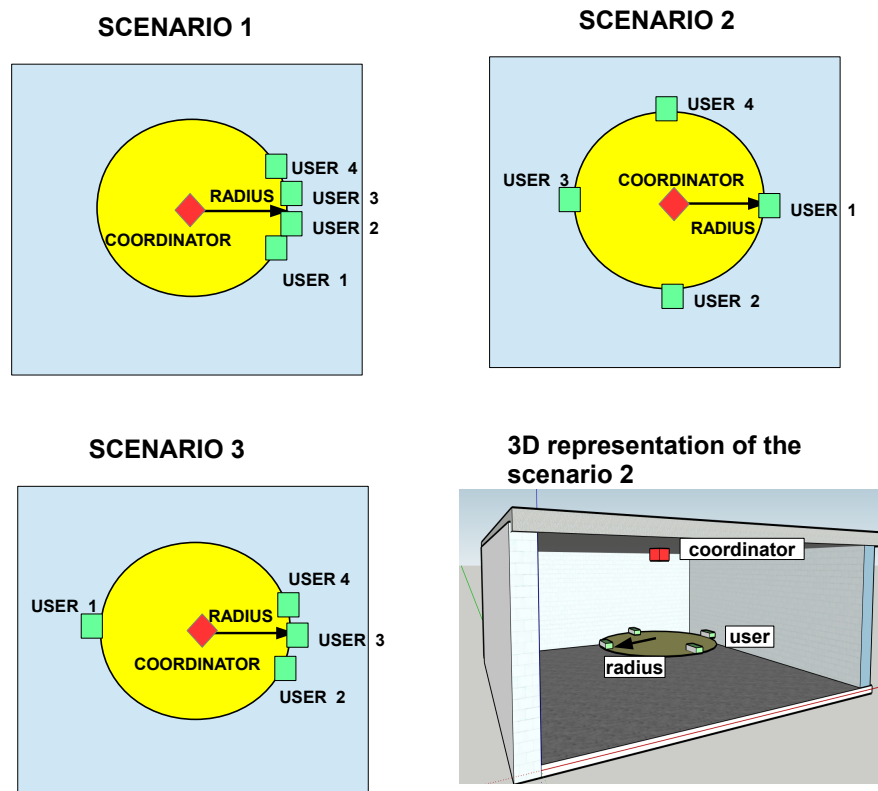 SCENARIO 1
USER 4
RADIUS
USER 3
USER 2
COORDINATOR
USER 1
SCENARIO 2
USER 4
USER 3
COORDINATOR
USER 1
RADIUS
USER 2
SCENARIO 3
USER 4
USER 1
RADIUS
USER 3
COORDINATOR
USER 2
3D representation of the
scenario 2
coordinator
user
radius